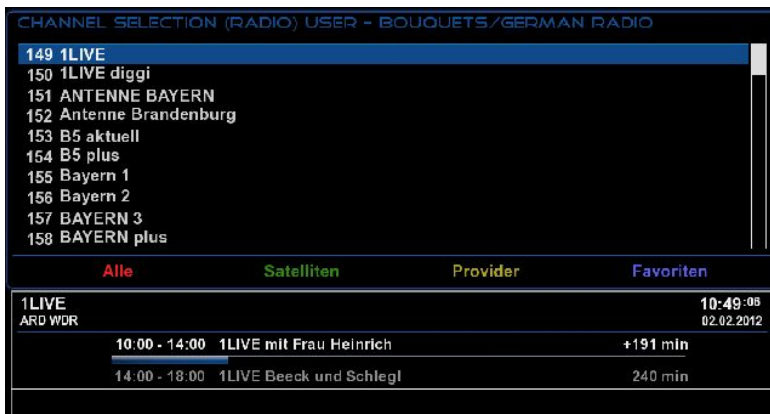 CHANNEL SELECTION (RADIO) USER - BOUQUETS/GERMAN RADIO
149 1LIVE
150 1LIVE diggi
151 ANTENNE BAYERN
152 Antenne Brandenburg
153 B5 aktuell
154 B5 plus
155 Bayern 1
156 Bayern 2
157 BAYERN 3
158 BAYERN plus
Alle Satelliten Provider Favoriten
1LIVE 10:49:06
ARD WDR 02.02.2012
10:00 - 14:00 1LIVE mit Frau Heinrich +191 min
14:00 - 18:00 1LIVE Beeck und Schlegl 240 min